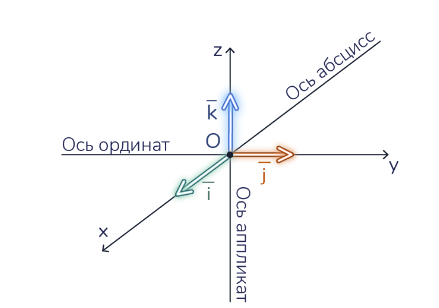 z
Ось абсцисс
k̅
O
Ось ординат
y
j̅
i̅
Ось аппликат
x